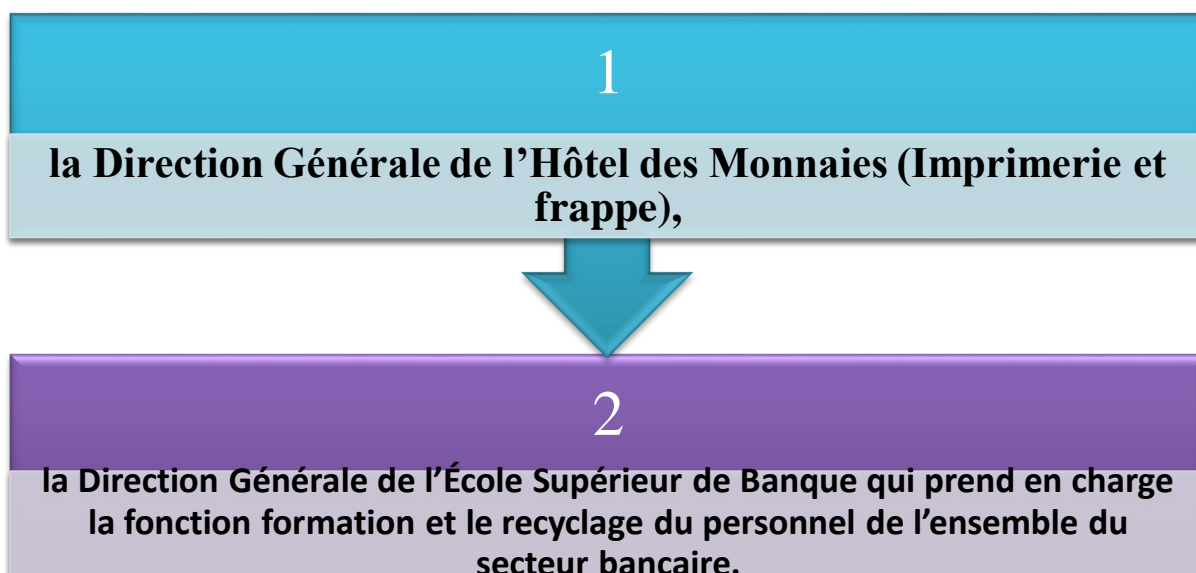 1
la Direction Générale de l’Hôtel des Monnaies (Imprimerie et
frappe),
2
la Direction Générale de l’École Supérieur de Banque qui prend en charge
la fonction formation et le recyclage du personnel de l’ensemble du
secteur bancaire.